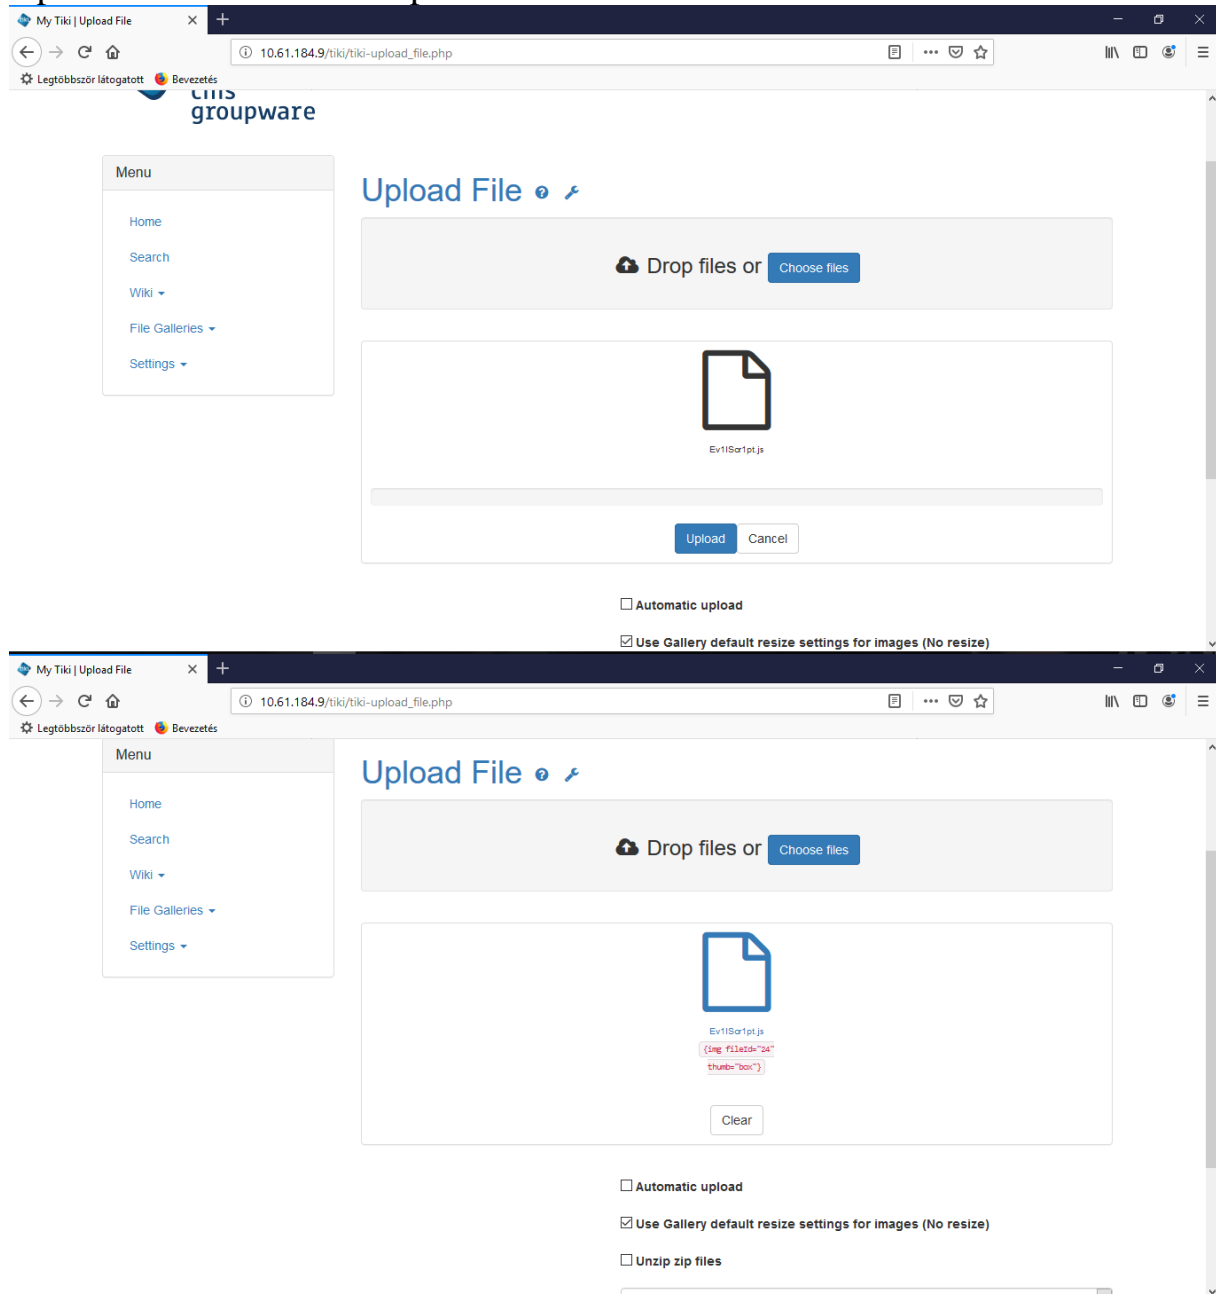 My Tiki | Upload File
10.61.184.9/tiki/tiki-upload_file.php
Legtöbbször látogatott Bevezetés
groupware
Menu
Home
Search
Wiki
File Galleries
Settings
Upload File
Drop files or Choose files
Ev1lScr1pt.js
Upload Cancel
Automatic upload
Use Gallery default resize settings for images (No resize)
My Tiki | Upload File
10.61.184.9/tiki/tiki-upload_file.php
Legtöbbször látogatott Bevezetés
Menu
Home
Search
Wiki
File Galleries
Settings
Upload File
Drop files or Choose files
Ev1lScr1pt.js
{img fileId="24"
thumb="box"}
Clear
Automatic upload
Use Gallery default resize settings for images (No resize)
Unzip zip files